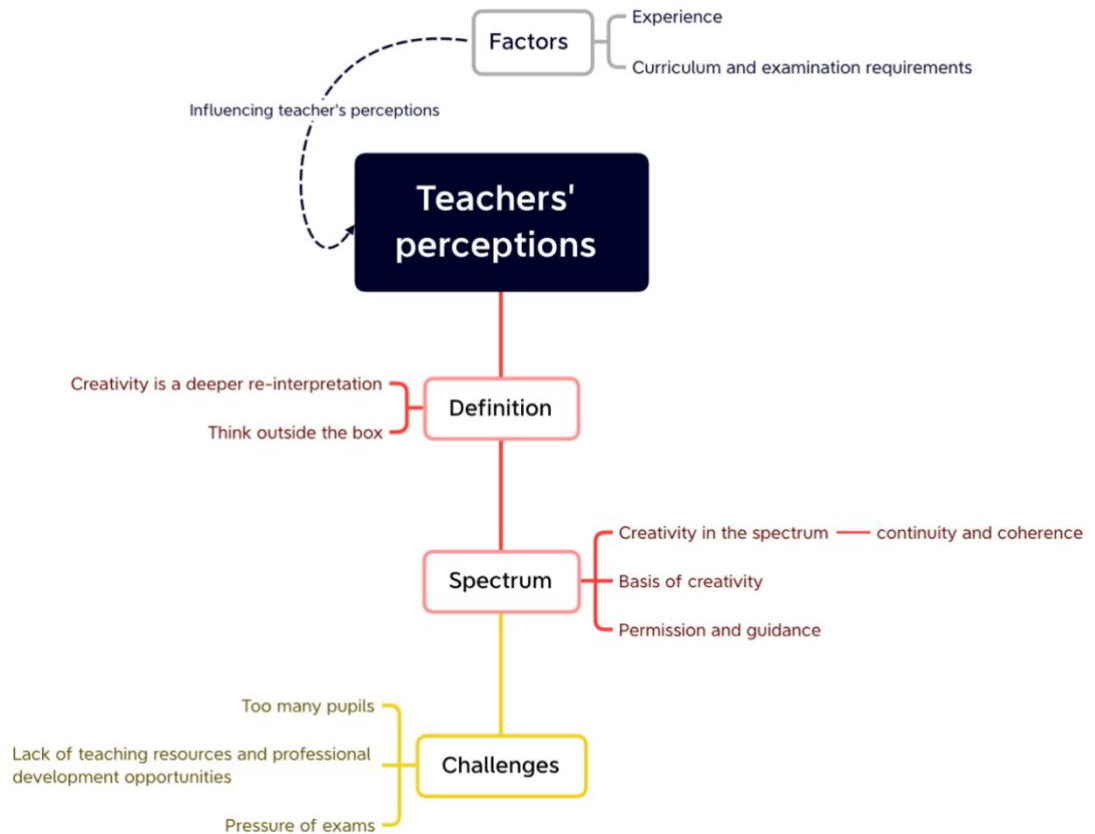 Factors
Experience
Curriculum and examination requirements
Influencing teacher's perceptions
Teachers'
perceptions
Creativity is a deeper re-interpretation
Think outside the box
Definition
Spectrum
Creativity in the spectrum
continuity and coherence
Basis of creativity
Permission and guidance
Too many pupils
Lack of teaching resources and professional
development opportunities
Pressure of exams
Challenges